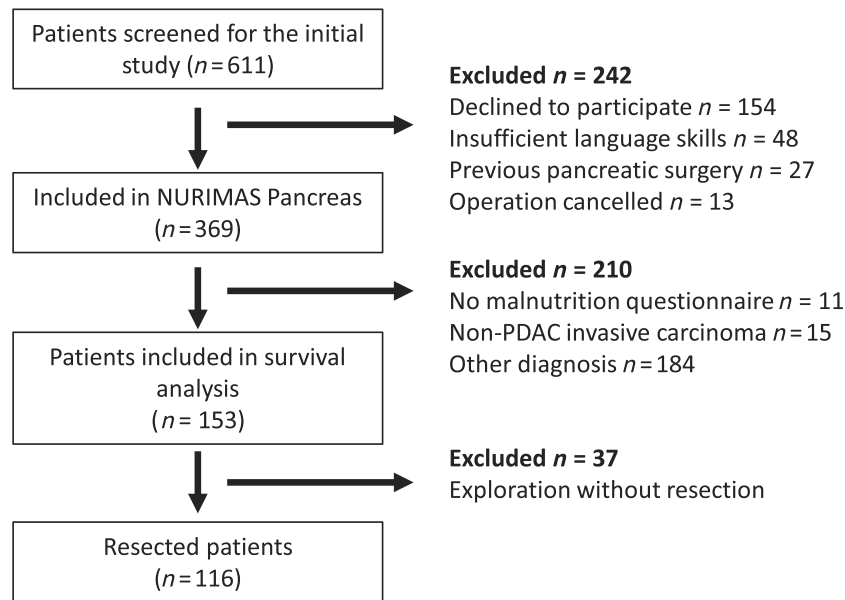 Patients screened for the initial
study (n=611)
Excluded n = 242
Declined to participate n = 154
Insufficient language skills n = 48
Previous pancreatic surgery n = 27
Operation cancelled n = 13
Included in NURIMAS Pancreas
(n=369)
Excluded n = 210
No malnutrition questionnaire n = 11
Non-PDAC invasive carcinoma n=15
Other diagnosis n=184
Patients included in survival
analysis
(n= 153)
Excluded n = 37
Exploration without resection
Resected patients
(n=116)